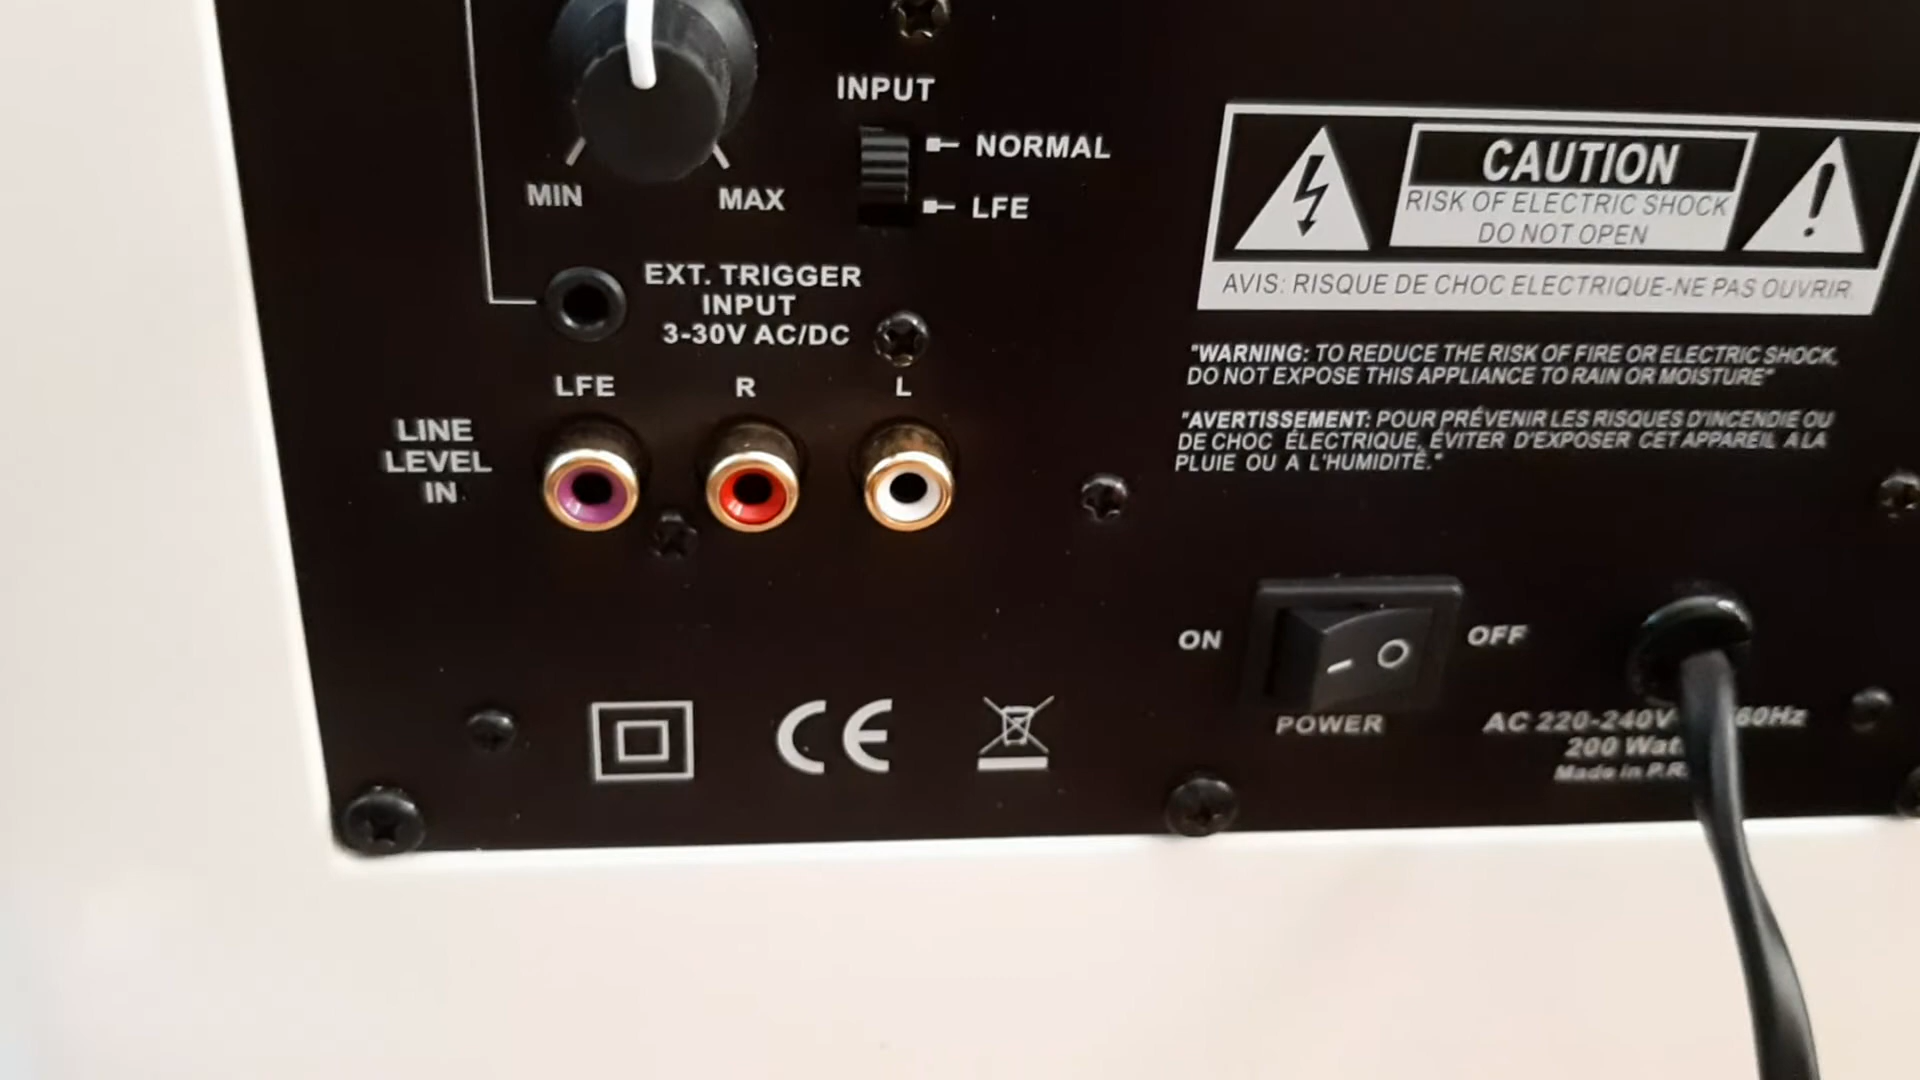 INPUT
NORMAL
LFE
MIN
MAX
EXT. TRIGGER
INPUT
3-30V AC/DC
LFE
R
L
LINE
LEVEL
IN
CAUTION
RISK OF ELECTRIC SHOCK
DO NOT OPEN
AVIS: RISQUE DE CHOC ELECTRIQUE-NE PAS OUVRIR
"WARNING: TO REDUCE THE RISK OF FIRE OR ELECTRIC SHOCK,
DO NOT EXPOSE THIS APPLIANCE TO RAIN OR MOISTURE"
"AVERTISSEMENT: POUR PRÉVENIR LES RISQUES D'INCENDIE OU
DE CHOC ÉLECTRIQUE, ÉVITER D'EXPOSER CET APPAREIL A LA
PLUIE OU A L'HUMIDITÉ."
ON
OFF
POWER
CE
AC 220-240V 60Hz
200 Wat
Made in P.R.